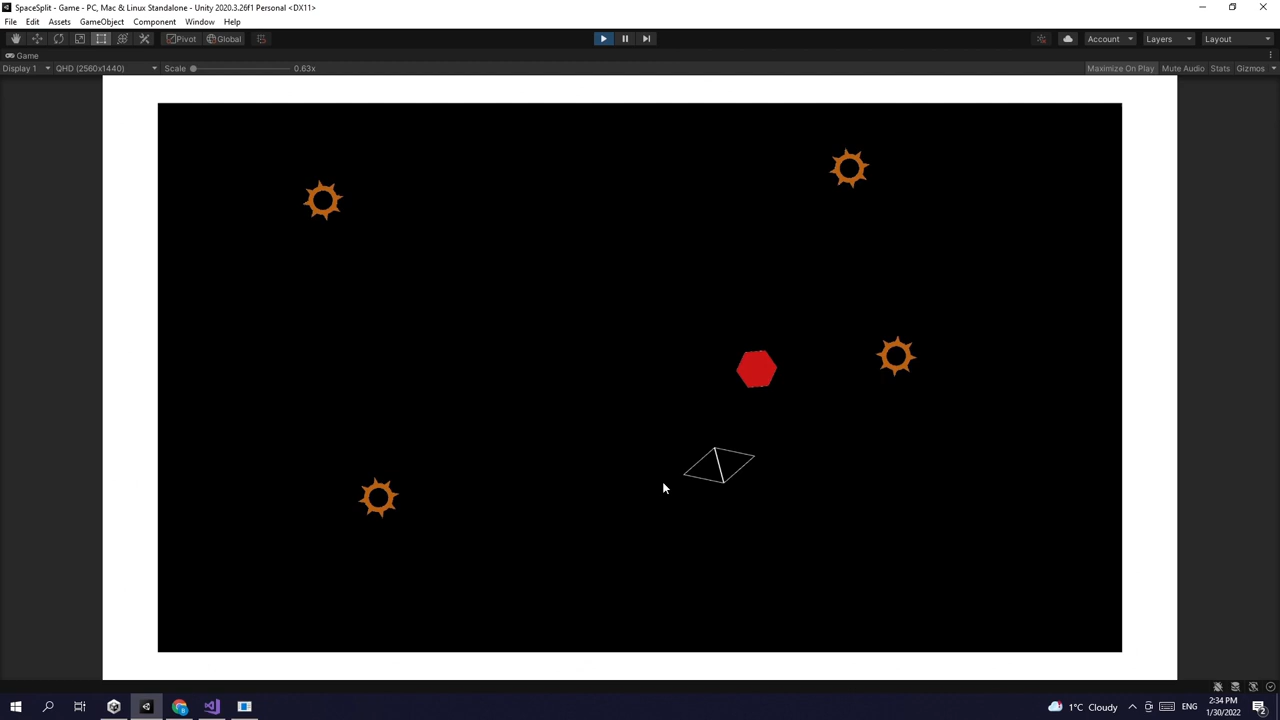 SpaceSplit - Game - PC, Mac & Linux Standalone - Unity 2020.3.26f1 Personal <DX11>
File Edit Assets GameObject Component Window Help
Pivot Global Account Layers Layout
Game
Display 1 QHD (2560x1440) Scale 0.63x Maximize On Play Mute Audio Stats Gizmos
1°C Cloudy ENG 2:34 PM
1/30/2022 2